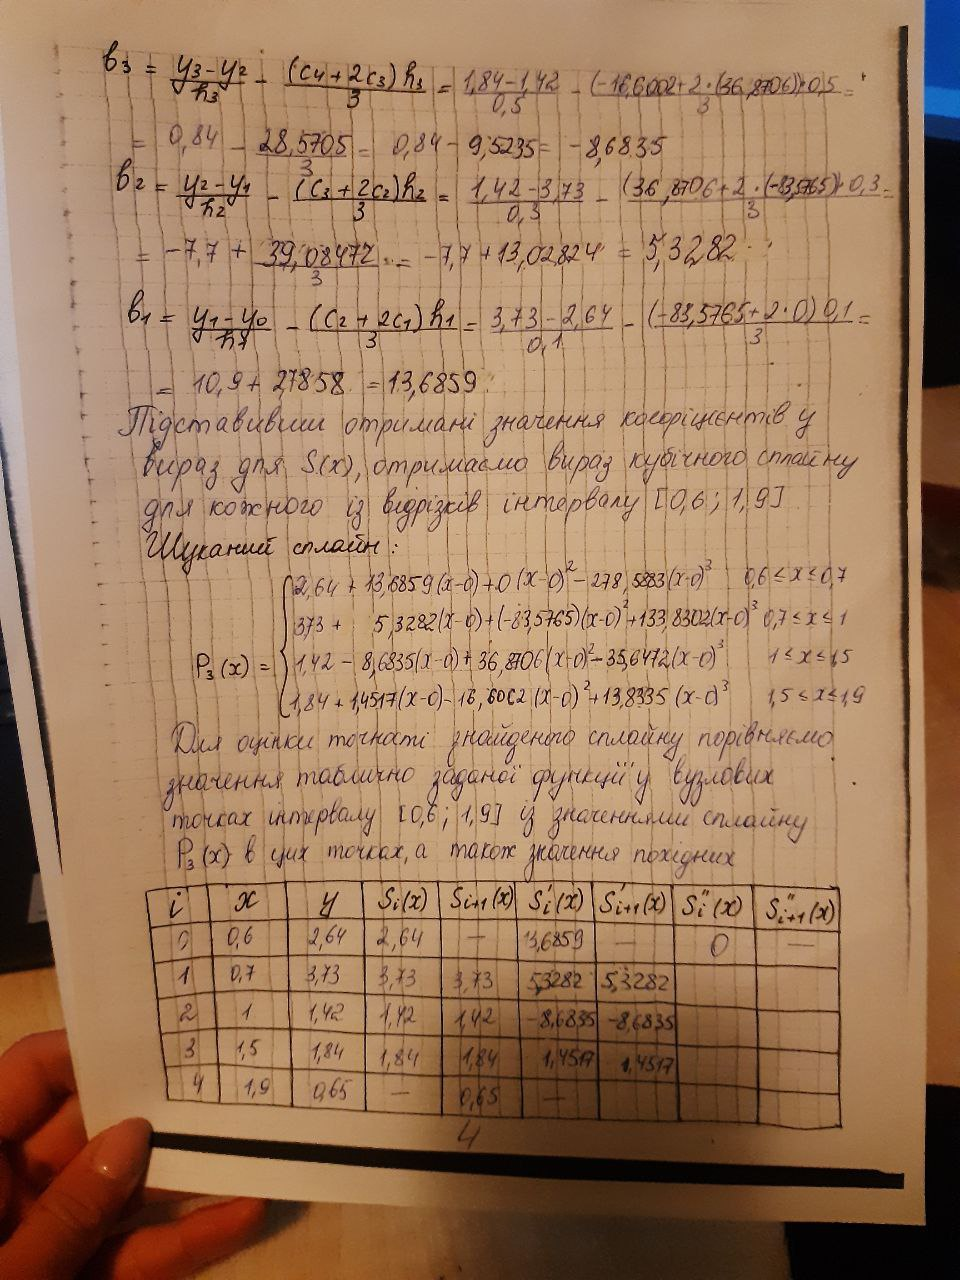 b₃ = (y₃ - y₂)/h₃ - (c₄ + 2c₃)h₃/3 = (1,84 - 1,42)/0,5 - (-16,6002 + 2·(36,8706))·0,5/3 =
= 0,84 - 28,5705/3 = 0,84 - 9,5235 = -8,6835
b₂ = (y₂ - y₁)/h₂ - (c₃ + 2c₂)h₂/3 = (1,42 - 3,73)/0,3 - (36,8706 + 2·(-83,5765))·0,3/3 =
= -7,7 + 39,08472/3 = -7,7 + 13,02824 = 5,3282
b₁ = (y₁ - y₀)/h₁ - (c₂ + 2c₁)h₁/3 = (3,73 - 2,64)/0,1 - (-83,5765 + 2·0)0,1/3 =
= 10,9 + 2,7858 = 13,6859
Підставивши отримані значення коефіцієнтів у
вираз для S(x), отримаємо вираз кубічного сплайну
для кожного із відрізків інтервалу [0,6; 1,9]
Шуканий сплайн:
2,64 + 13,6859(x-0) + 0(x-0)² - 278,5883(x-0)³ 0,6 ≤ x ≤ 0,7
3,73 + 5,3282(x-0) + (-83,5765)(x-0)² + 133,8302(x-0)³ 0,7 ≤ x ≤ 1
P₃(x) = { 1,42 - 8,6835(x-0) + 36,8706(x-0)² - 35,6472(x-0)³ 1 ≤ x ≤ 1,5
1,84 + 1,4517(x-0) - 16,6002(x-0)² + 13,8335(x-0)³ 1,5 ≤ x ≤ 1,9
Для оцінки точнаті знайденого сплайну порівняємо
значення таблично заданої функції у вузлових
точках інтервалу [0,6; 1,9] із значеннями сплайну
P₃(x) в цих точках, а також значення похідних
i x y Sᵢ(x) Sᵢ₊₁(x) S'ᵢ(x) S'ᵢ₊₁(x) S''ᵢ(x) S''ᵢ₊₁(x)
0 0,6 2,64 2,64 — 13,6859 — 0 —
1 0,7 3,73 3,73 3,73 5,3282 5,3282
2 1 1,42 1,42 1,42 -8,6835 -8,6835
3 1,5 1,84 1,84 1,84 1,4517 1,4517
4 1,9 0,65 — 0,65 —
4